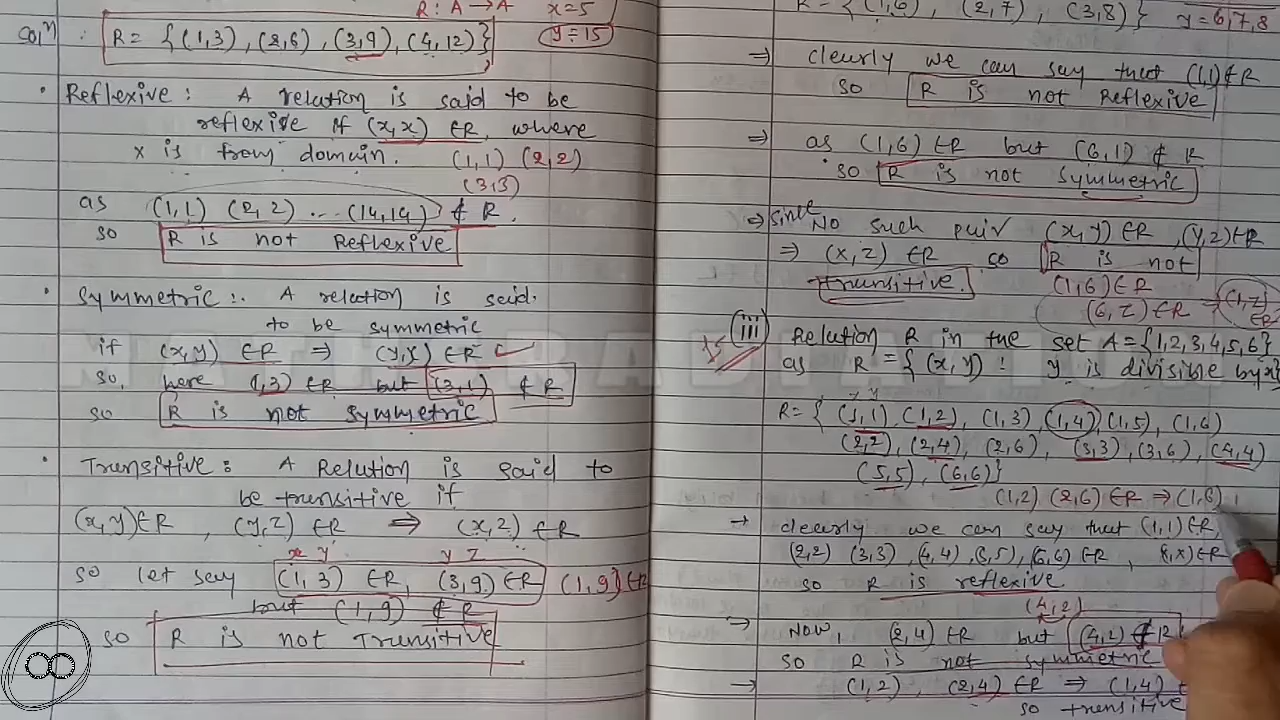 R : A → A x=5
Solⁿ : R = { (1,3), (2,6), (3,9), (4,12)} y=15
• Reflexive : A relation is said to be
reflexive if (x,x) ∈R, where
x is from domain. (1,1) (2,2)
(3,3)
as (1,1) (2,2) ... (14,14) ∉ R.
so R is not Reflexive
• Symmetric :. A relation is said.
to be symmetric
if (x,y) ∈R ⇒ (y,x) ∈R
so, here (1,3) ∈R but (3,1) ∉ R
so R is not symmetric
• Transitive : A Relation is said to
be transitive if
(x,y)∈R , (y,z) ∈R ⇒ (x,z) ∈R
x y y z
so let say (1,3) ∈R, (3,9) ∈R (1,9)∈R
but (1,9) ∉ R
so R is not Transitive
R = { (1,6) , (2,7) , (3,8)} y=6,7,8
⇒ clearly we can say that (1,1)∉R
so R is not Reflexive
⇒ as (1,6) ∈R but (6,1) ∉ R
so R is not symmetric
⇒ since No such pair (x,y) ∈R ,(y,z)∈R
⇒ (x,z) ∈R so R is not
transitive. (1,6)∈R
(6,z) ∈R ⇒ (1,z) ∈R
(iii) Relation R in the set A={1,2,3,4,5,6}
as R = { (x,y) : y is divisible by x}
x y
R= { (1,1) (1,2), (1,3), (1,4), (1,5), (1,6)
(2,2), (2,4), (2,6), (3,3), (3,6), (4,4)
(5,5), (6,6)}
(1,2) (2,6) ∈R ⇒ (1,6)
→ clearly we can say that (1,1)∈R,
(2,2) (3,3), (4,4), (5,5), (6,6) ∈R , (x,x)∈R
so R is reflexive
(4,2)
→ Now, (2,4) ∈R but (4,2) ∉R
so R is not symmetric
→ (1,2), (2,4) ∈R ⇒ (1,4)
so transitive